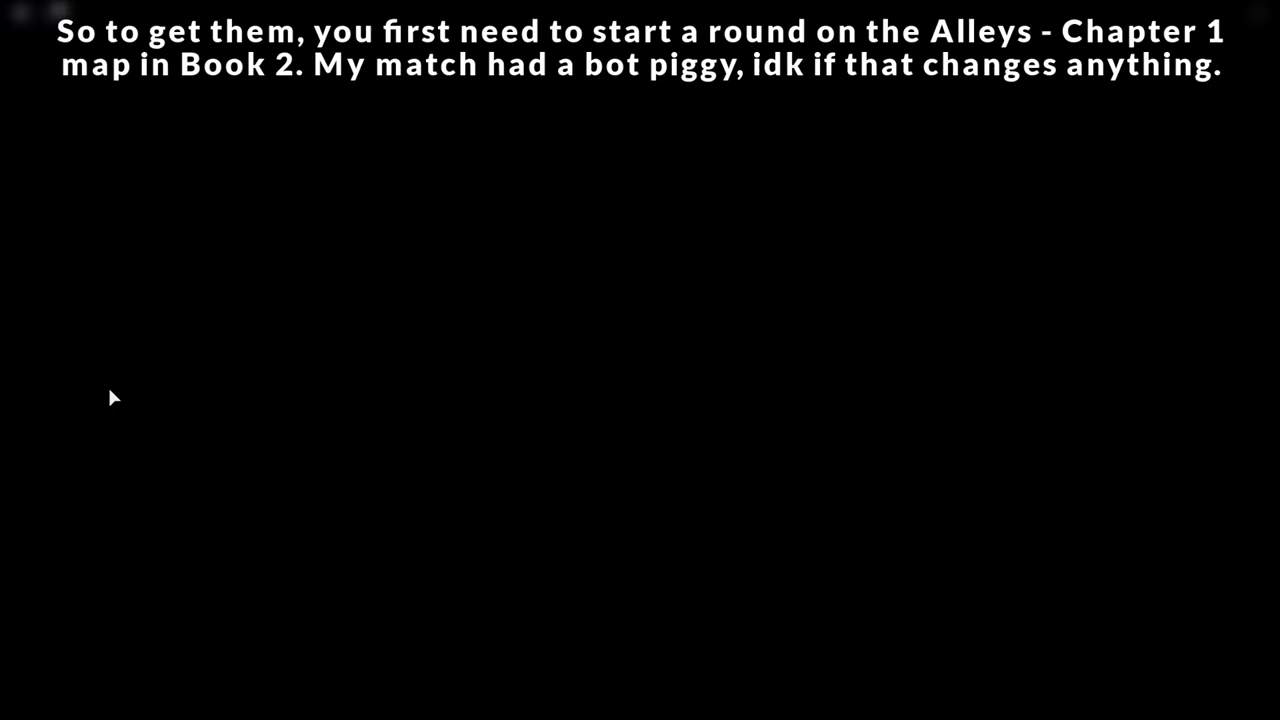 So to get them, you first need to start a round on the Alleys - Chapter 1
map in Book 2. My match had a bot piggy, idk if that changes anything.